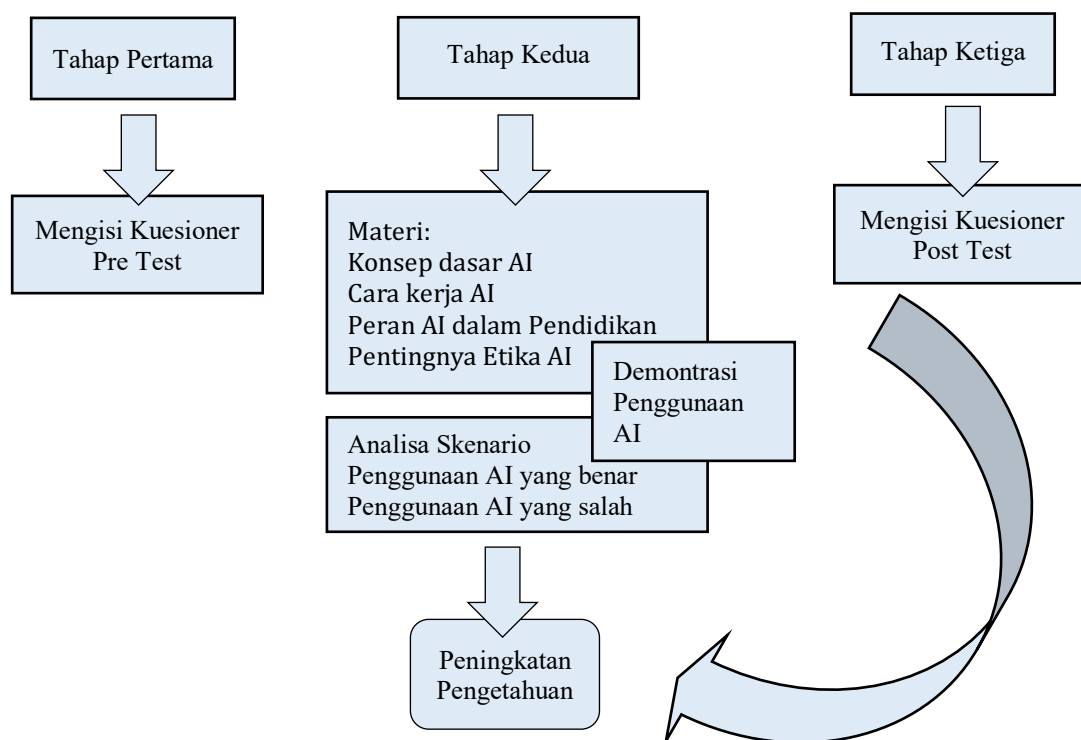 Tahap Pertama
Mengisi Kuesioner
Pre Test
Tahap Kedua
Materi:
Konsep dasar AI
Cara kerja AI
Peran AI dalam Pendidikan
Pentingnya Etika AI
Demontrasi
Penggunaan
AI
Analisa Skenario
Penggunaan AI yang benar
Penggunaan AI yang salah
Peningkatan
Pengetahuan
Tahap Ketiga
Mengisi Kuesioner
Post Test